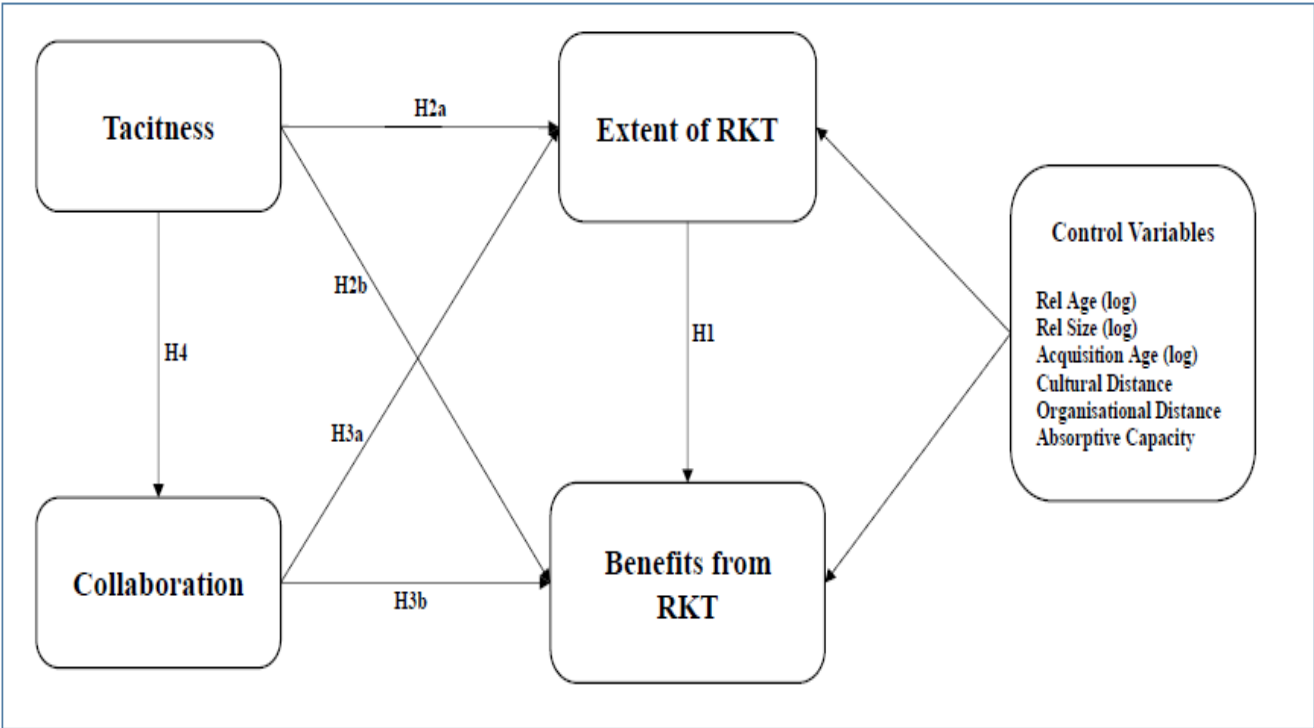 Tacitness
H2a
Extent of RKT
Control Variables
Rel Age (log)
Rel Size (log)
Acquisition Age (log)
Cultural Distance
Organisational Distance
Absorptive Capacity
H2b
H4
H1
H3a
Collaboration
H3b
Benefits from
RKT